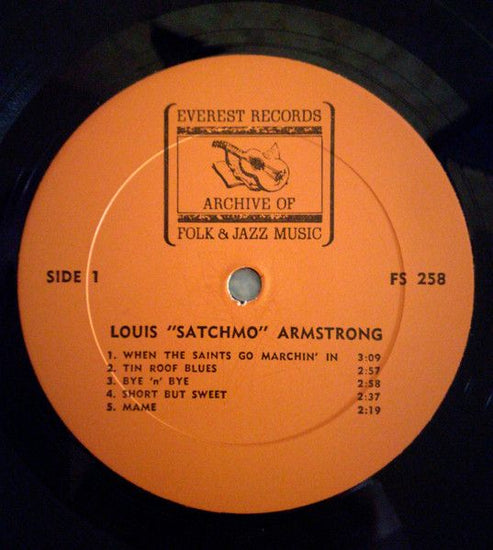 EVEREST RECORDS
ARCHIVE OF
FOLK & JAZZ MUSIC
SIDE 1
FS 258
LOUIS "SATCHMO" ARMSTRONG
1. WHEN THE SAINTS GO MARCHIN' IN 3:09
2. TIN ROOF BLUES 2:57
3. BYE 'n' BYE 2:58
4. SHORT BUT SWEET 2:37
5. MAME 2:19